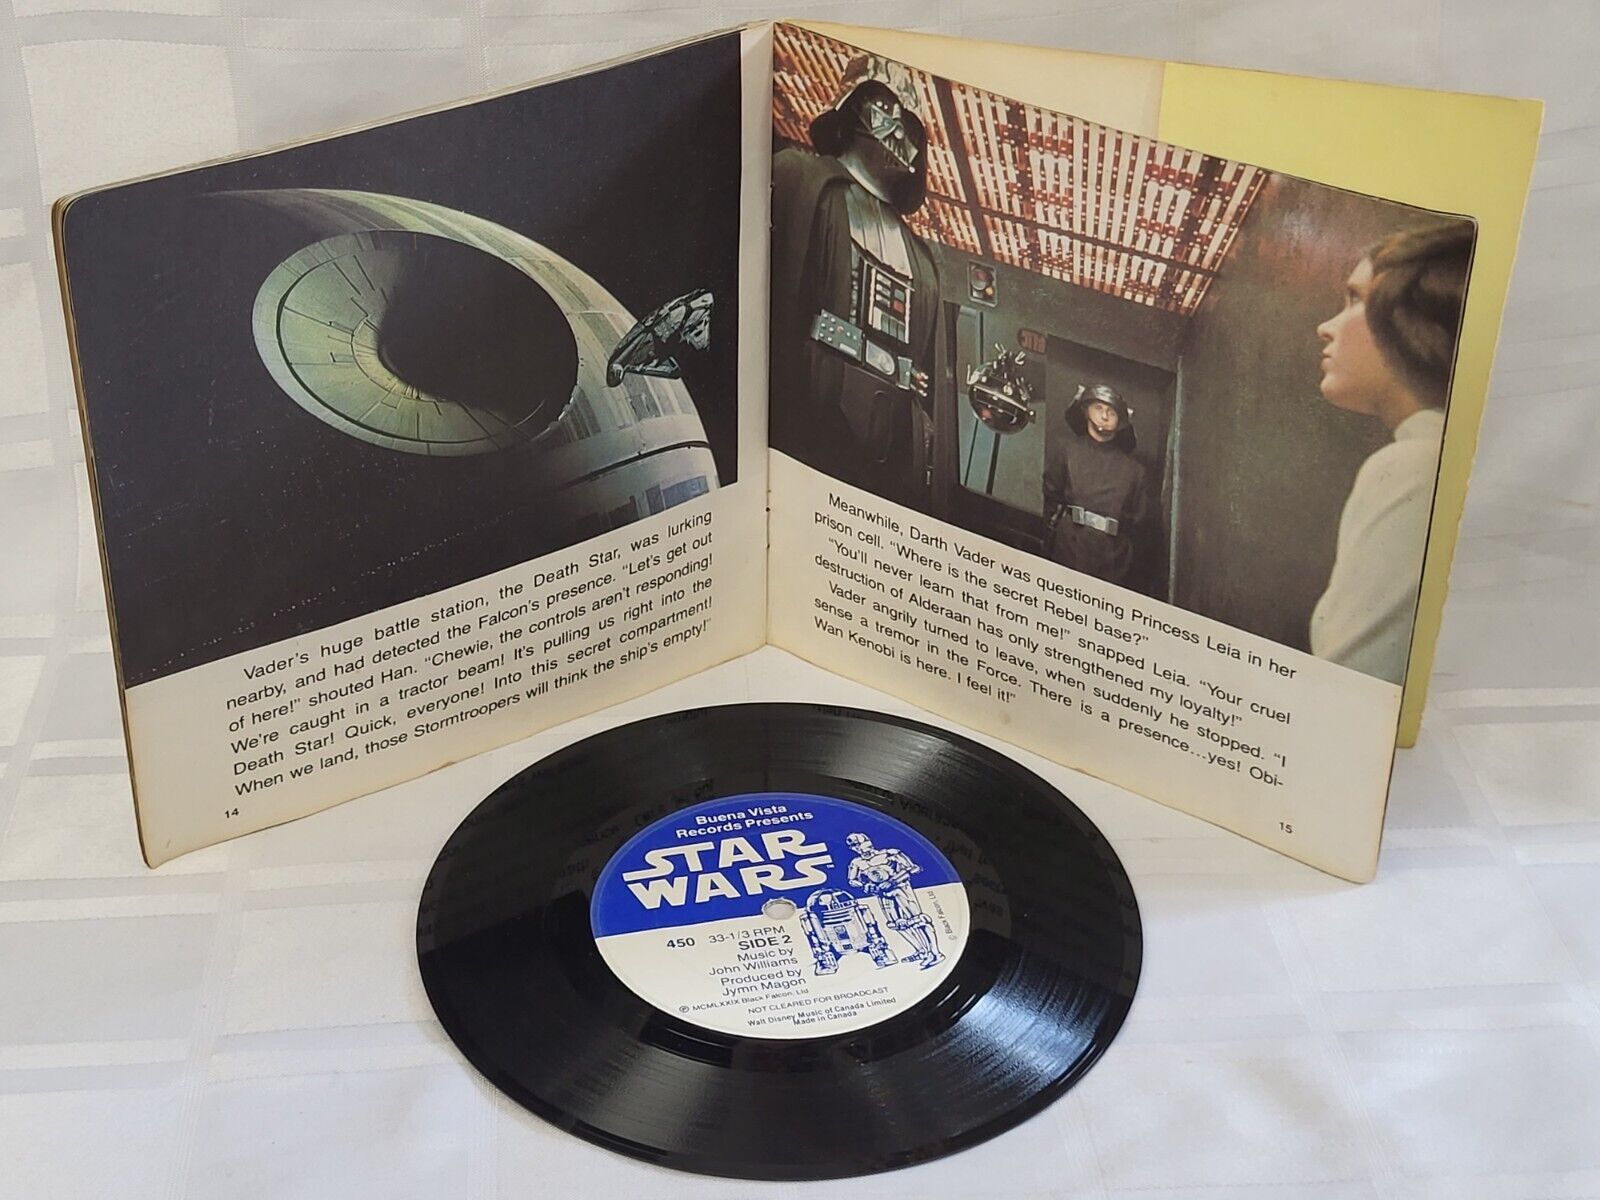 Vader's huge battle station, the Death Star, was lurking
nearby, and had detected the Falcon's presence. "Let's get out
of here!" shouted Han. "Chewie, the controls aren't responding!
We're caught in a tractor beam! It's pulling us right into the
Death Star! Quick, everyone! Into this secret compartment!
When we land, those Stormtroopers will think the ship's empty!"
14
Meanwhile, Darth Vader was questioning Princess Leia in her
prison cell. "Where is the secret Rebel base?"
"You'll never learn that from me!" snapped Leia. "Your cruel
destruction of Alderaan has only strengthened my loyalty!"
Vader angrily turned to leave, when suddenly he stopped. "I
sense a tremor in the Force. There is a presence...yes! Obi-
Wan Kenobi is here. I feel it!"
15
Buena Vista
Records Presents
STAR
WARS™
450 33-1/3 RPM
SIDE 2
Music by
John Williams
Produced by
Jymn Magon
© Black Falcon, Ltd
℗ MCMLXXIX Black Falcon, Ltd
NOT CLEARED FOR BROADCAST
Walt Disney Music of Canada Limited
Made in Canada